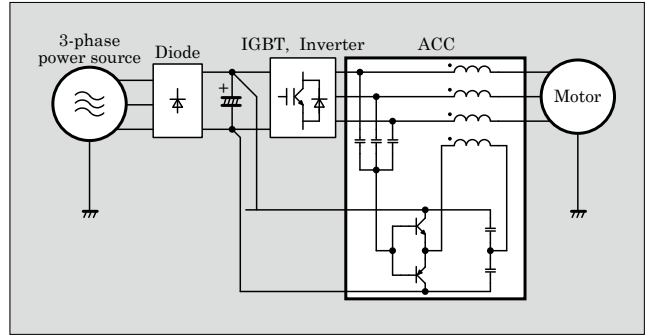 3-phase
power source
Diode
IGBT, Inverter
ACC
+
Motor